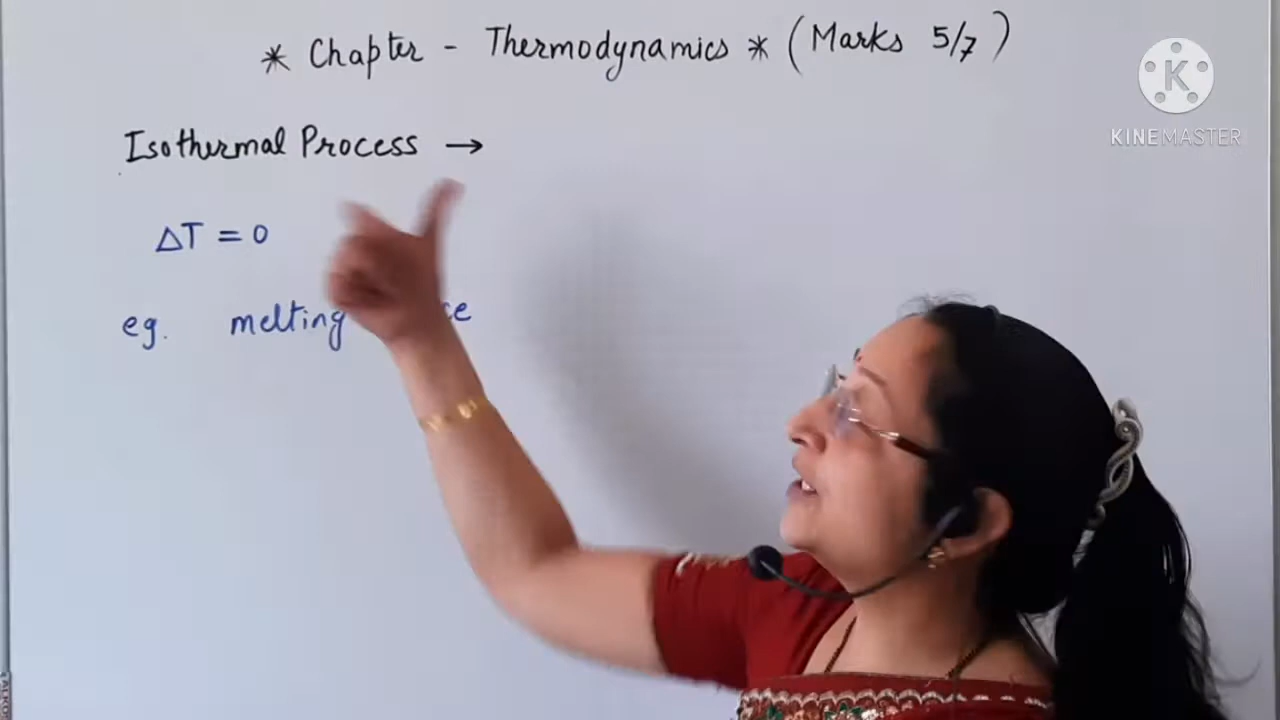 * Chapter - Thermodynamics * (Marks 5/7)
KINEMASTER
Isothermal Process →
ΔT = 0
eg. melting